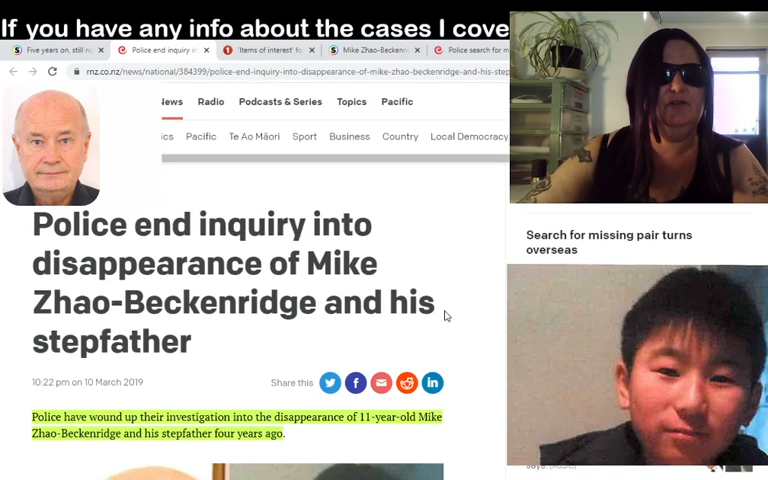 If you have any info about the cases I cove
Five years on, still n
Police end inquiry in
'Items of interest' fo
Mike Zhao-Beckenri
Police search for m
rnz.co.nz/news/national/384399/police-end-inquiry-into-disappearance-of-mike-zhao-beckenridge-and-his-step
News Radio Podcasts & Series Topics Pacific
ics Pacific Te Ao Māori Sport Business Country Local Democracy
Police end inquiry into
disappearance of Mike
Zhao-Beckenridge and his
stepfather
10:22 pm on 10 March 2019
Share this
Police have wound up their investigation into the disappearance of 11-year-old Mike
Zhao-Beckenridge and his stepfather four years ago.
Search for missing pair turns
overseas
says. (Audio)